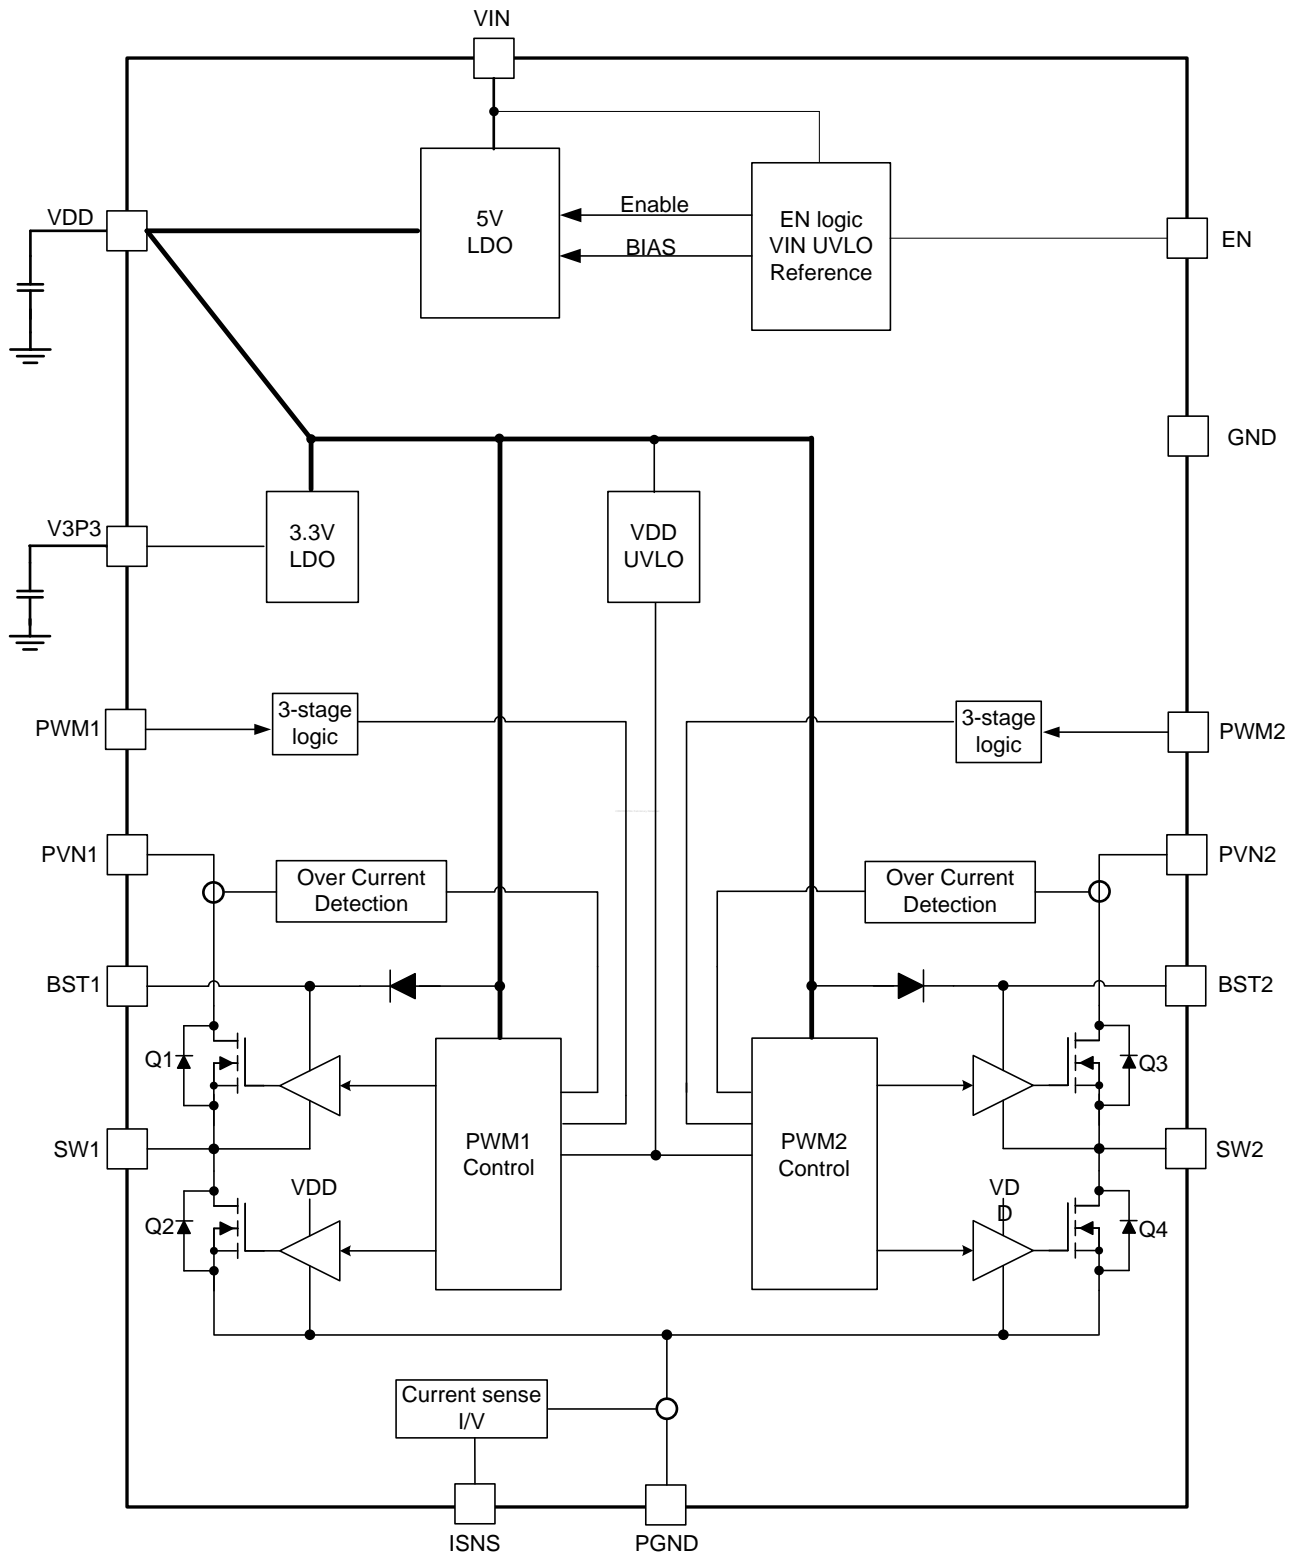 VIN
VDD
5V
LDO
Enable
BIAS
EN logic
VIN UVLO
Reference
EN
GND
V3P3
3.3V
LDO
VDD
UVLO
PWM1
3-stage
logic
3-stage
logic
PWM2
PVN1
Over Current
Detection
Over Current
Detection
PVN2
BST1
BST2
Q1
Q3
SW1
PWM1
Control
PWM2
Control
SW2
VDD
VD
D
Q2
Q4
Current sense
I/V
ISNS
PGND